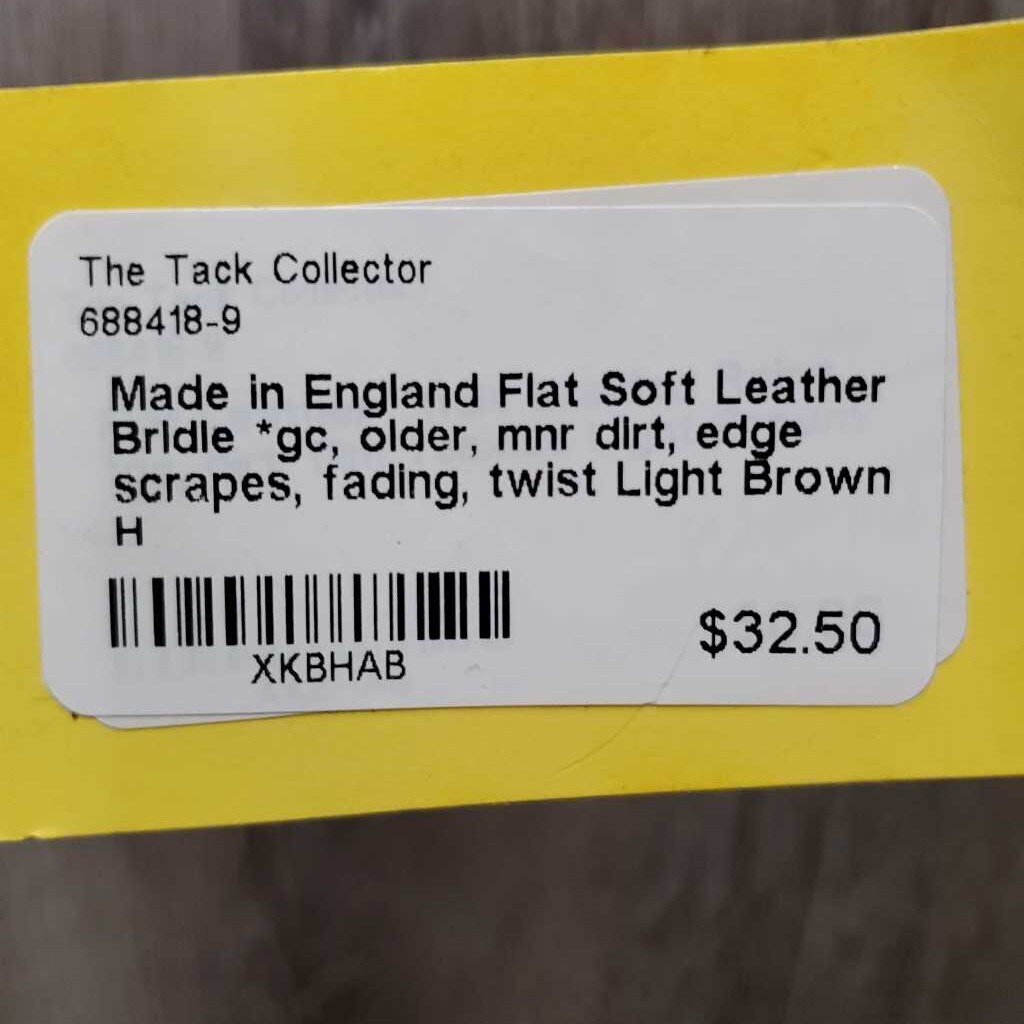 The Tack Collector
688418-9
Made in England Flat Soft Leather
Bridle *gc, older, mnr dirt, edge
scrapes, fading, twist Light Brown
H
XKBHAB
$32.50